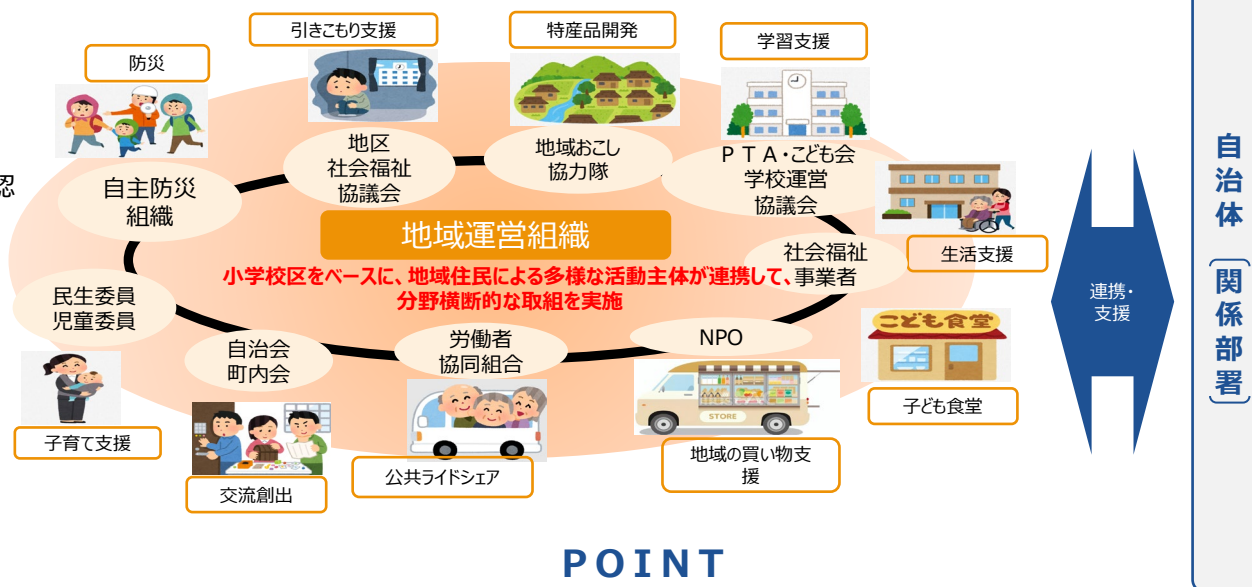 引きこもり支援
特産品開発
学習支援
防災
地区
社会福祉
協議会
地域おこし
協力隊
ＰＴＡ・こども会
学校運営
協議会
認
自主防災
組織
地域運営組織
社会福祉
事業者
生活支援
小学校区をベースに、地域住民による多様な活動主体が連携して、
分野横断的な取組を実施
民生委員
児童委員
自治会
町内会
労働者
協同組合
NPO
こども食堂
STORE
子ども食堂
子育て支援
交流創出
公共ライドシェア
地域の買い物支
援
連携・
支援
自治体〔関係部署〕
ＰＯＩＮＴ